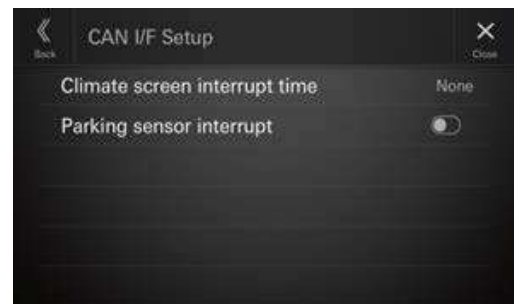 CAN I/F Setup
Back
Close
Climate screen interrupt time None
Parking sensor interrupt